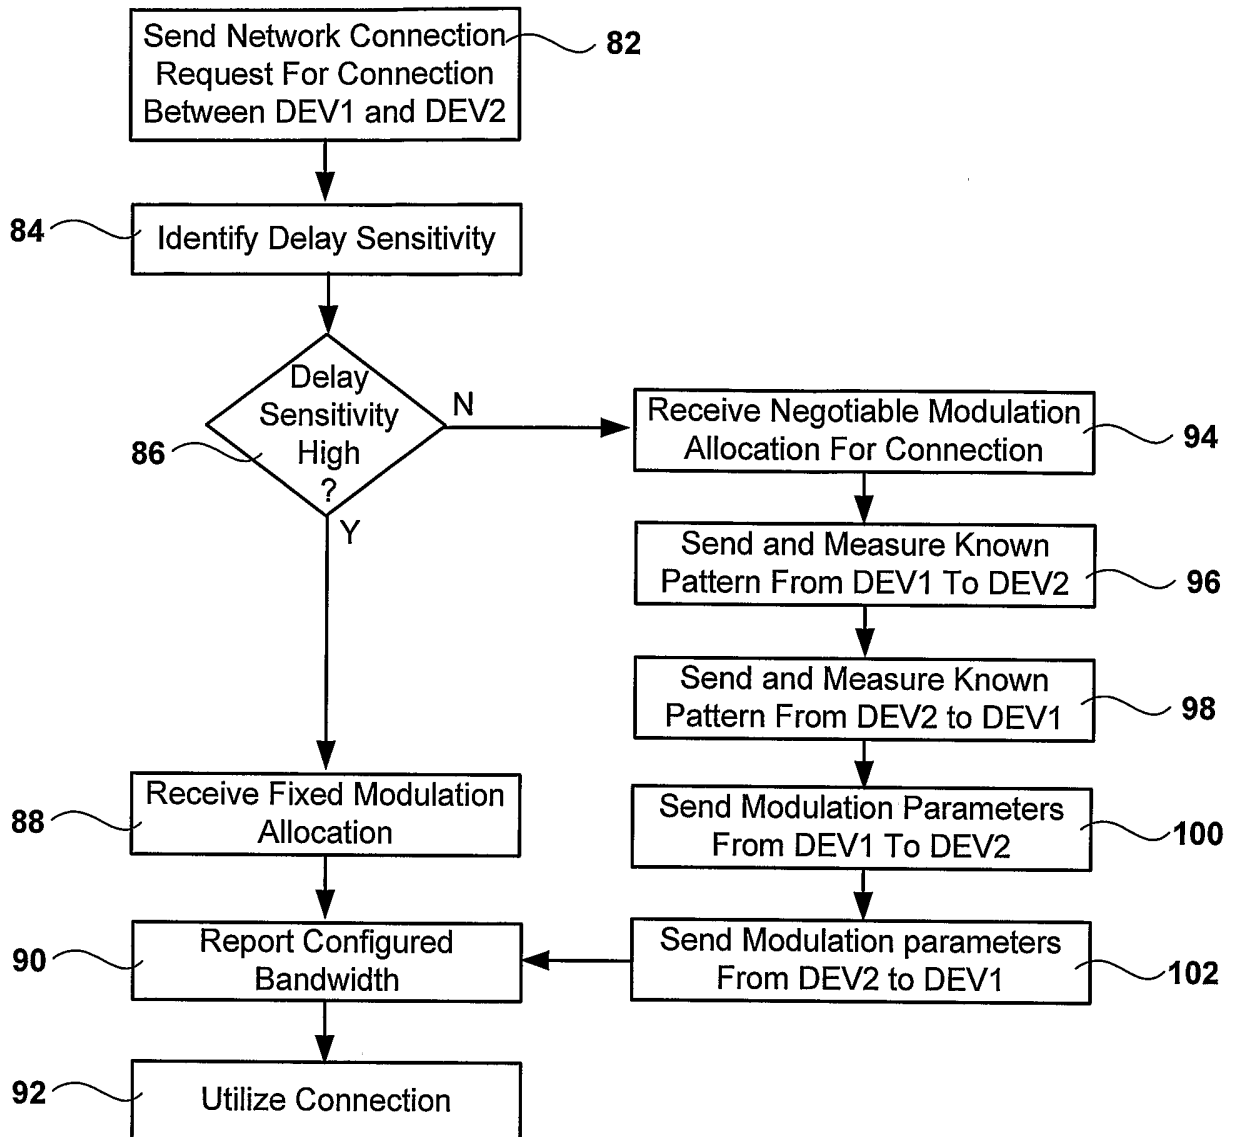 Send Network Connection
Request For Connection
Between DEV1 and DEV2
82
84
Identify Delay Sensitivity
Delay
Sensitivity
High
?
86
N
Y
Receive Negotiable Modulation
Allocation For Connection
94
Send and Measure Known
Pattern From DEV1 To DEV2
96
Send and Measure Known
Pattern From DEV2 to DEV1
98
Receive Fixed Modulation
Allocation
88
Send Modulation Parameters
From DEV1 To DEV2
100
Report Configured
Bandwidth
90
Send Modulation parameters
From DEV2 to DEV1
102
92
Utilize Connection